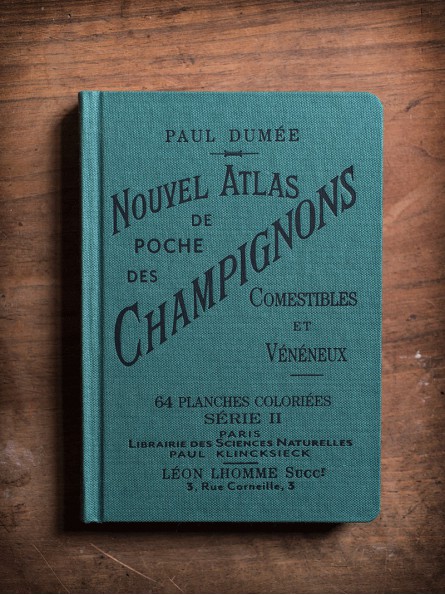 PAUL DUMÉE
NOUVEL ATLAS
DE
POCHE
DES
CHAMPIGNONS
COMESTIBLES
ET
VÉNÉNEUX
64 PLANCHES COLORIÉES
SÉRIE II
PARIS
LIBRAIRIE DES SCIENCES NATURELLES
PAUL KLINCKSIECK
LÉON LHOMME Succr
3, Rue Corneille, 3